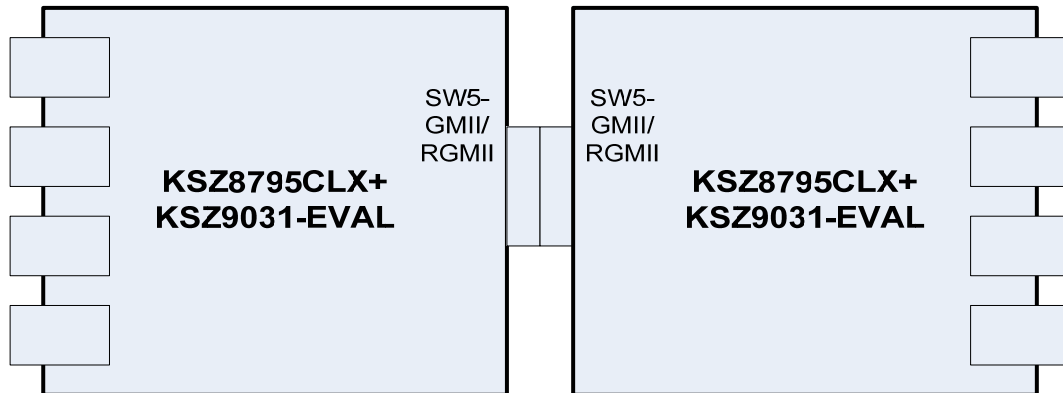 SW5-
GMII/
RGMII
KSZ8795CLX+
KSZ9031-EVAL
SW5-
GMII/
RGMII
KSZ8795CLX+
KSZ9031-EVAL